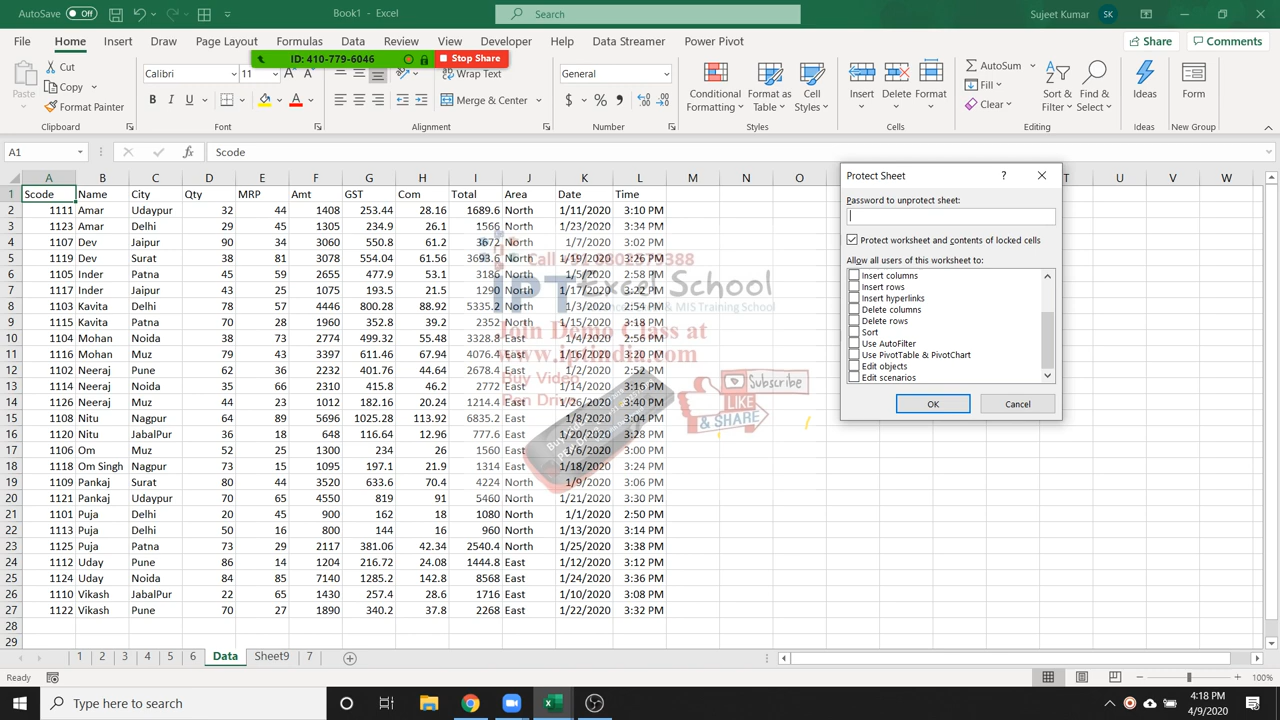 AutoSave Off Book1 - Excel Search Sujeet Kumar SK
File Home Insert Draw Page Layout Formulas Data Review View Developer Help Data Streamer Power Pivot Share Comments
ID: 410-779-6046 Stop Share
Paste Cut Copy Format Painter Clipboard
Calibri 11 B I U A Font
Wrap Text Merge & Center Alignment
General $ % Number
Conditional Formatting Format as Table Cell Styles Styles
Insert Delete Format Cells
AutoSum Fill Clear Sort & Filter Find & Select Editing
Ideas Ideas
Form New Group
A1 fx Scode
A B C D E F G H I J K L M N O T U V W
1 Scode Name City Qty MRP Amt GST Com Total Area Date Time
2 1111 Amar Udaypur 32 44 1408 253.44 28.16 1689.6 North 1/11/2020 3:10 PM
3 1123 Amar Delhi 29 45 1305 234.9 26.1 1566 North 1/23/2020 3:34 PM
4 1107 Dev Jaipur 90 34 3060 550.8 61.2 3672 North 1/7/2020 3:02 PM
5 1119 Dev Surat 38 81 3078 554.04 61.56 3693.6 North 1/19/2020 3:26 PM
6 1105 Inder Patna 45 59 2655 477.9 53.1 3186 North 1/5/2020 2:58 PM
7 1117 Inder Jaipur 43 25 1075 193.5 21.5 1290 North 1/17/2020 3:22 PM
8 1103 Kavita Delhi 78 57 4446 800.28 88.92 5335.2 North 2:54 PM
9 1115 Kavita Patna 70 28 1960 352.8 39.2 2352 North 1/15/2020 3:18 PM
10 1104 Mohan Noida 38 73 2774 499.32 55.48 3328.8 East 2:56 PM
11 1116 Mohan Muz 79 43 3397 611.46 67.94 4076.4 East 1/16/2020 3:20 PM
12 1102 Neeraj Pune 62 36 2232 401.76 44.64 2678.4 East 1/2/2020 2:52 PM
13 1114 Neeraj Noida 35 66 2310 415.8 46.2 2772 East 1/14/2020 3:16 PM
14 1126 Neeraj Muz 44 23 1012 182.16 20.24 1214.4 East 1/26/2020 3:40 PM
15 1108 Nitu Nagpur 64 89 5696 1025.28 113.92 6835.2 East 1/8/2020 3:04 PM
16 1120 Nitu JabalPur 36 18 648 116.64 12.96 777.6 East 1/20/2020 3:28 PM
17 1106 Om Muz 52 25 1300 234 26 1560 East 1/6/2020 3:00 PM
18 1118 Om Singh Nagpur 73 15 1095 197.1 21.9 1314 East 1/18/2020 3:24 PM
19 1109 Pankaj Surat 80 44 3520 633.6 70.4 4224 North 1/9/2020 3:06 PM
20 1121 Pankaj Udaypur 70 65 4550 819 91 5460 North 1/21/2020 3:30 PM
21 1101 Puja Delhi 20 45 900 162 18 1080 North 1/1/2020 2:50 PM
22 1113 Puja Delhi 50 16 800 144 16 960 North 1/13/2020 3:14 PM
23 1125 Puja Patna 73 29 2117 381.06 42.34 2540.4 North 1/25/2020 3:38 PM
24 1112 Uday Pune 86 14 1204 216.72 24.08 1444.8 East 1/12/2020 3:12 PM
25 1124 Uday Noida 84 85 7140 1285.2 142.8 8568 East 1/24/2020 3:36 PM
26 1110 Vikash JabalPur 22 65 1430 257.4 28.6 1716 East 1/10/2020 3:08 PM
27 1122 Vikash Pune 70 27 1890 340.2 37.8 2268 East 1/22/2020 3:32 PM
28
29
IPT Excel School
& MIS Training School
Join Demo Class at
www.iptindia.com
Buy Video
Pen Drive
Subscribe
LIKE
& SHARE
Protect Sheet ?
Password to unprotect sheet:
Protect worksheet and contents of locked cells
Allow all users of this worksheet to:
Insert columns
Insert rows
Insert hyperlinks
Delete columns
Delete rows
Sort
Use AutoFilter
Use PivotTable & PivotChart
Edit objects
Edit scenarios
OK Cancel
1 2 3 4 5 6 Data Sheet9 7
Ready 100%
Type here to search
4:18 PM
4/9/2020